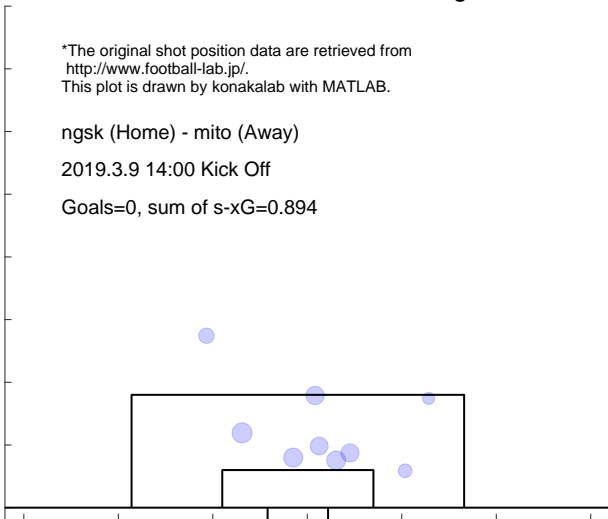 *The original shot position data are retrieved from
http://www.football-lab.jp/.
This plot is drawn by konakalab with MATLAB.
ngsk (Home) - mito (Away)
2019.3.9 14:00 Kick Off
Goals=0, sum of s-xG=0.894